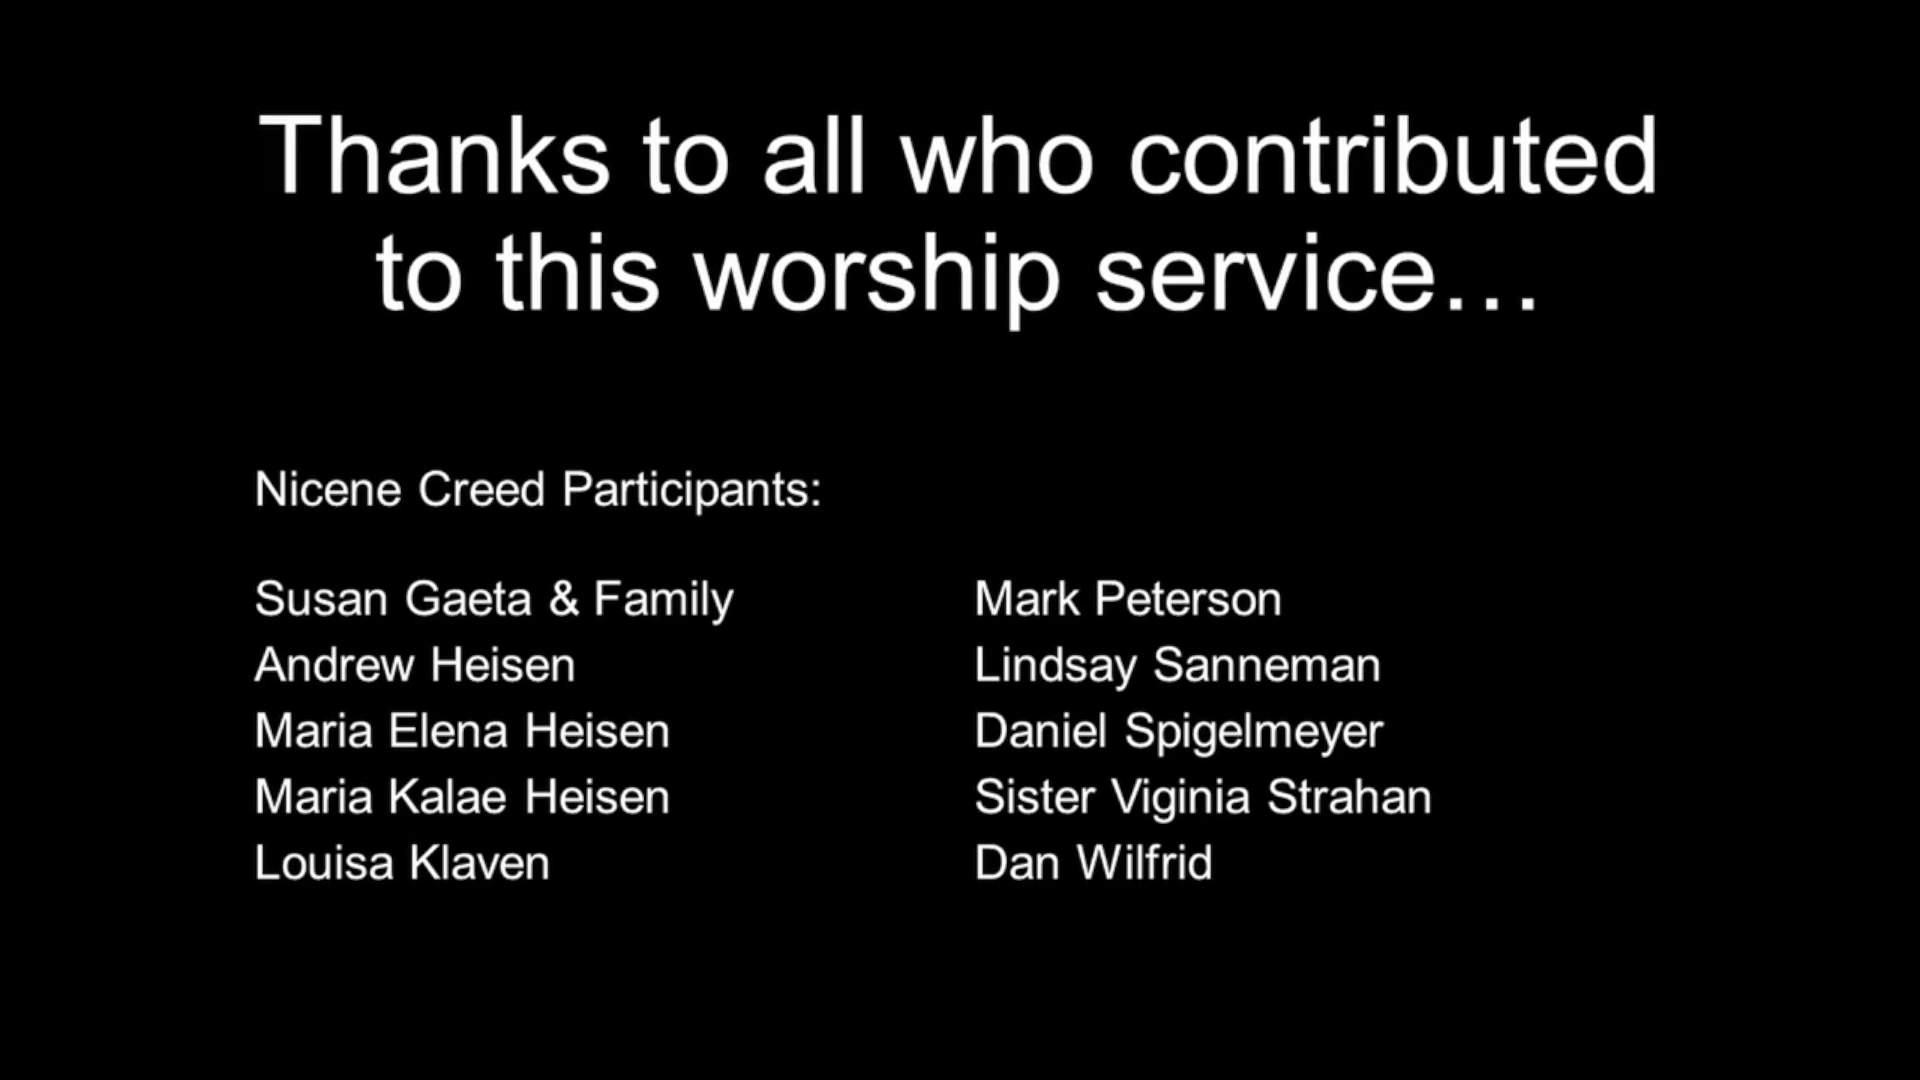 Thanks to all who contributed
to this worship service…
Nicene Creed Participants:
Susan Gaeta & Family
Andrew Heisen
Maria Elena Heisen
Maria Kalae Heisen
Louisa Klaven
Mark Peterson
Lindsay Sanneman
Daniel Spigelmeyer
Sister Viginia Strahan
Dan Wilfrid